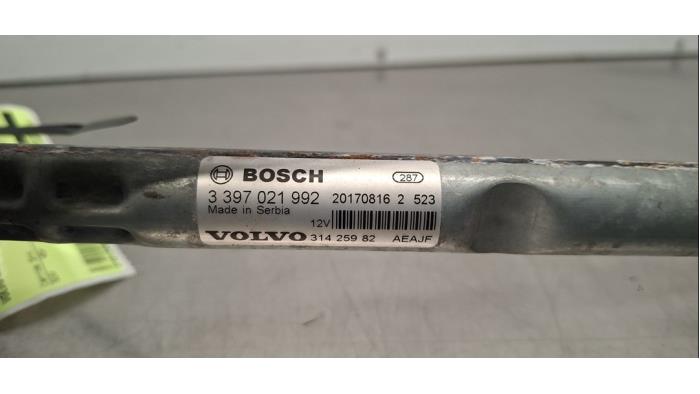 BOSCH 287
3 397 021 992 20170816 2 523
Made in Serbia 12V
VOLVO 314 259 82 AEAJF